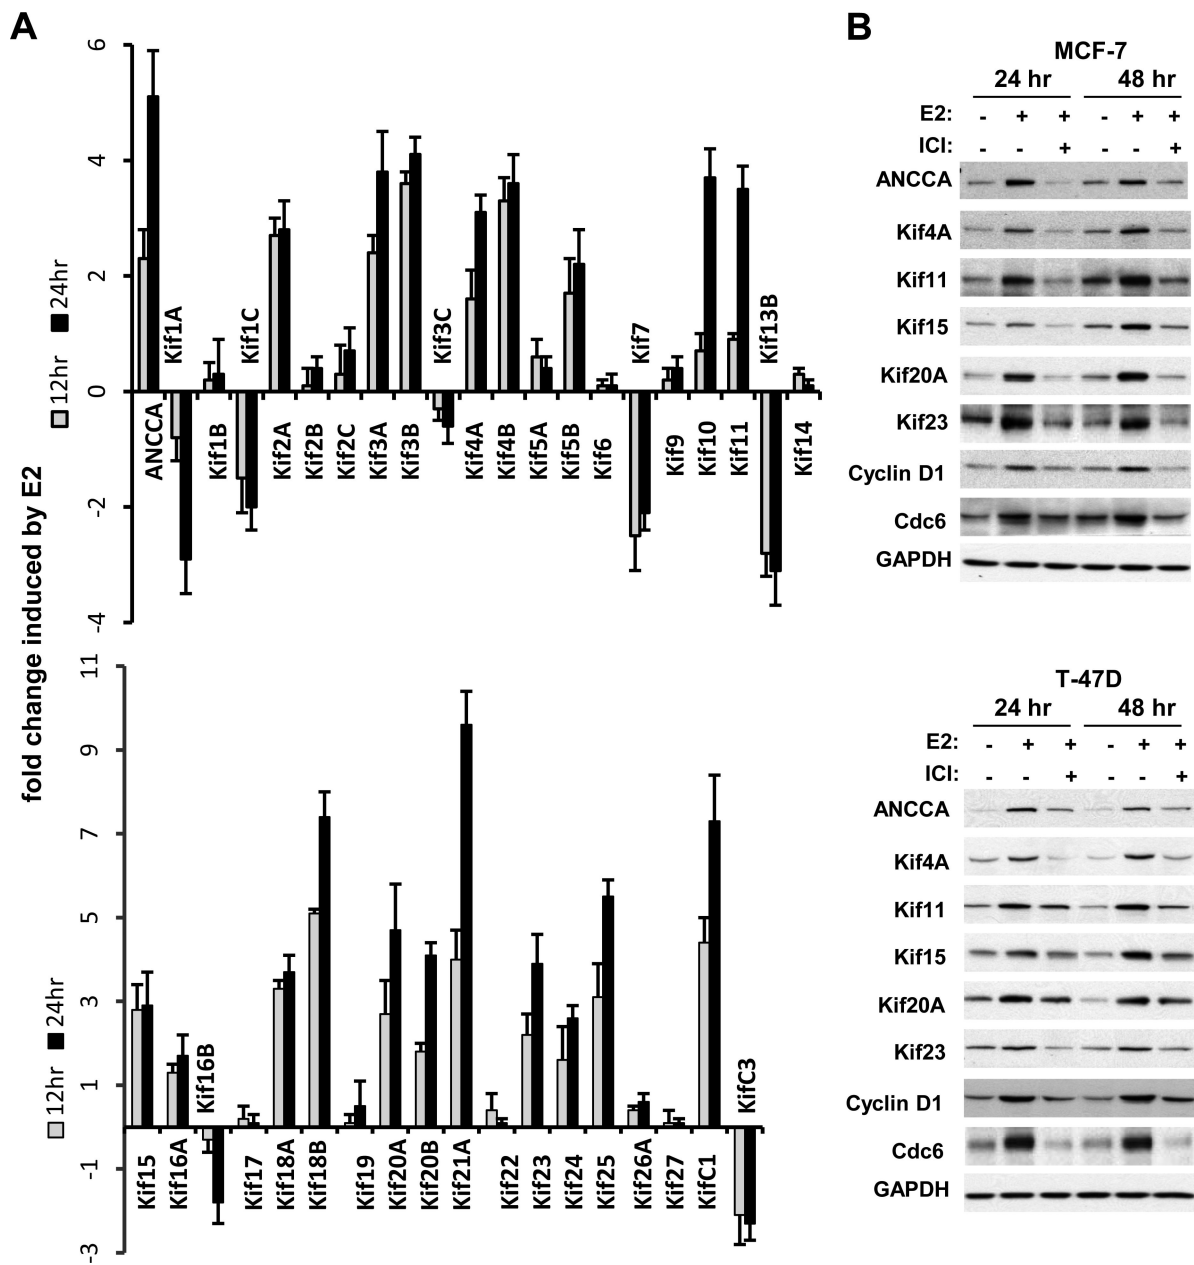 A
fold change induced by E2
12hr 24hr
6
4
2
0
-2
-4
ANCCA
Kif1A
Kif1B
Kif1C
Kif2A
Kif2B
Kif2C
Kif3A
Kif3B
Kif3C
Kif4A
Kif4B
Kif5A
Kif5B
Kif6
Kif7
Kif9
Kif10
Kif11
Kif13B
Kif14
12hr 24hr
11
9
7
5
3
1
-1
-3
Kif15
Kif16A
Kif16B
Kif17
Kif18A
Kif18B
Kif19
Kif20A
Kif20B
Kif21A
Kif22
Kif23
Kif24
Kif25
Kif26A
Kif27
KifC1
KifC3
B
MCF-7
24 hr 48 hr
E2: - + + - + +
ICI: - - + - - +
ANCCA
Kif4A
Kif11
Kif15
Kif20A
Kif23
Cyclin D1
Cdc6
GAPDH
T-47D
24 hr 48 hr
E2: - + + - + +
ICI: - - + - - +
ANCCA
Kif4A
Kif11
Kif15
Kif20A
Kif23
Cyclin D1
Cdc6
GAPDH